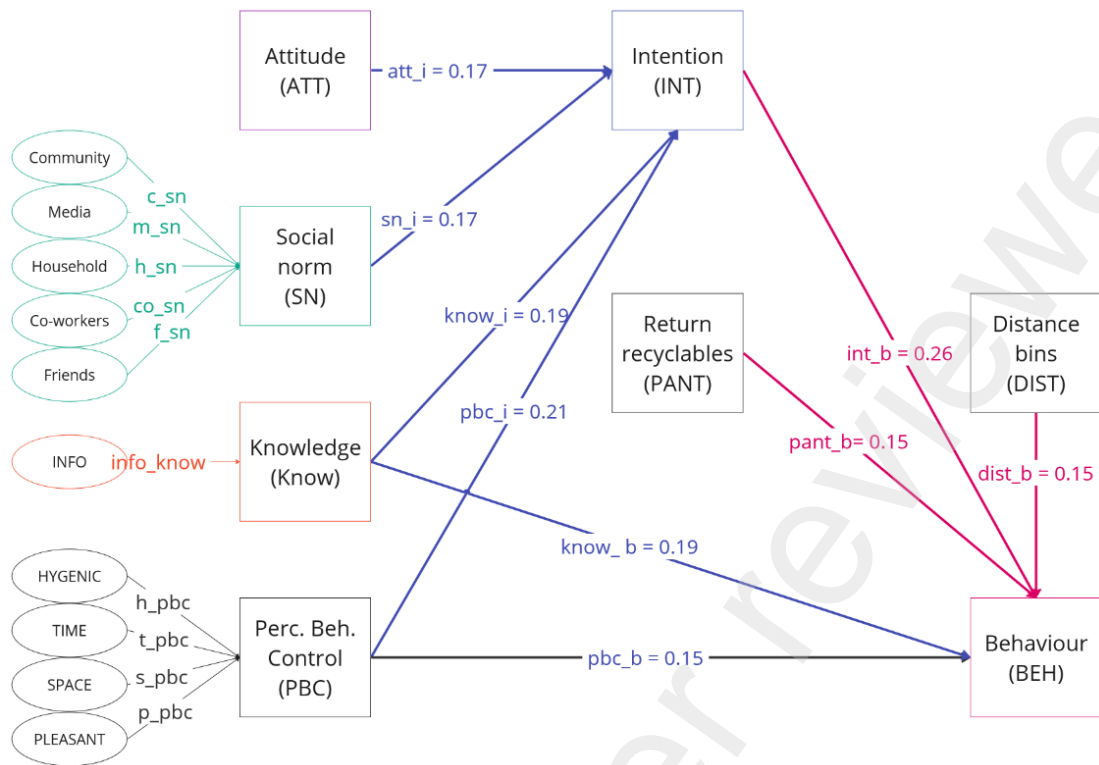 Attitude
(ATT)
att_i = 0.17
Intention
(INT)
Community
c_sn
Media
m_sn
Household
h_sn
Co-workers
co_sn
f_sn
Friends
Social
norm
(SN)
sn_i = 0.17
know_i = 0.19
Return
recyclables
(PANT)
Distance
bins
(DIST)
int_b = 0.26
pbc_i = 0.21
pant_b= 0.15
dist_b = 0.15
INFO
info_know
Knowledge
(Know)
know_ b = 0.19
HYGENIC
h_pbc
TIME
t_pbc
SPACE
s_pbc
p_pbc
PLEASANT
Perc. Beh.
Control
(PBC)
pbc_b = 0.15
Behaviour
(BEH)
er reviewe